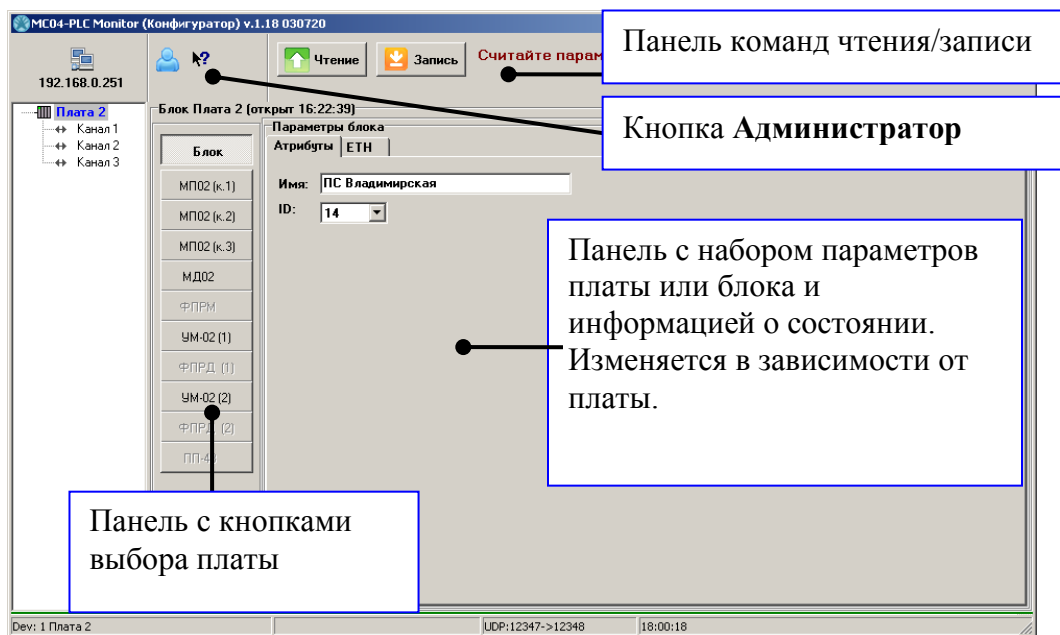 MC04-PLC Monitor (Конфигуратор) v.1.18 030720
192.168.0.251
Чтение
Запись
Считайте парам
Панель команд чтения/записи
Кнопка Администратор
Плата 2
Канал 1
Канал 2
Канал 3
Блок Плата 2 (открыт 16:22:39)
Блок
МП02 (к.1)
МП02 (к.2)
МП02 (к.3)
МД02
ФПРМ
УМ-02 (1)
ФПРД (1)
УМ-02 (2)
ФПРД (2)
Параметры блока
Атрибуты ETH
Имя: ПС Владимирская
ID: 14
Панель с набором параметров
платы или блока и
информацией о состоянии.
Изменяется в зависимости от
платы.
Панель с кнопками
выбора платы
Dev: 1 Плата 2
UDP:12347->12348
18:00:18